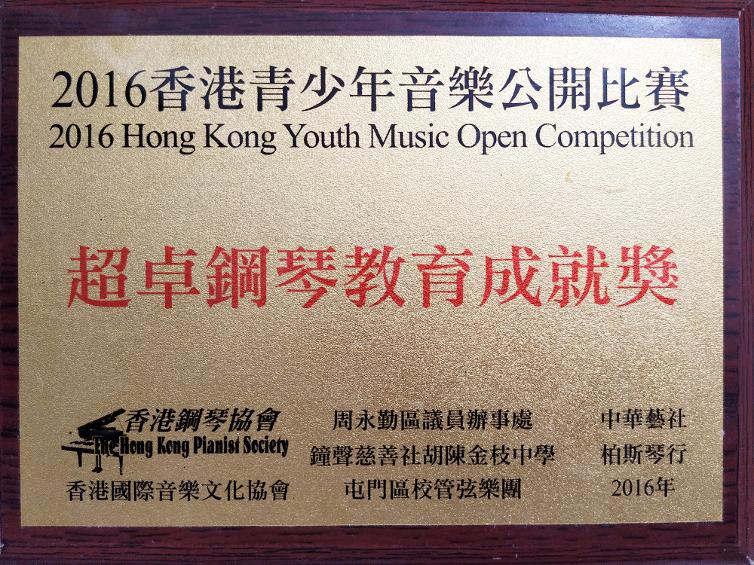 2016香港青少年音樂公開比賽
2016 Hong Kong Youth Music Open Competition
超卓鋼琴教育成就獎
香港鋼琴協會
The Hong Kong Pianist Society
香港國際音樂文化協會
周永勤區議員辦事處
鐘聲慈善社胡陳金枝中學
屯門區校管弦樂團
中華藝社
柏斯琴行
2016年